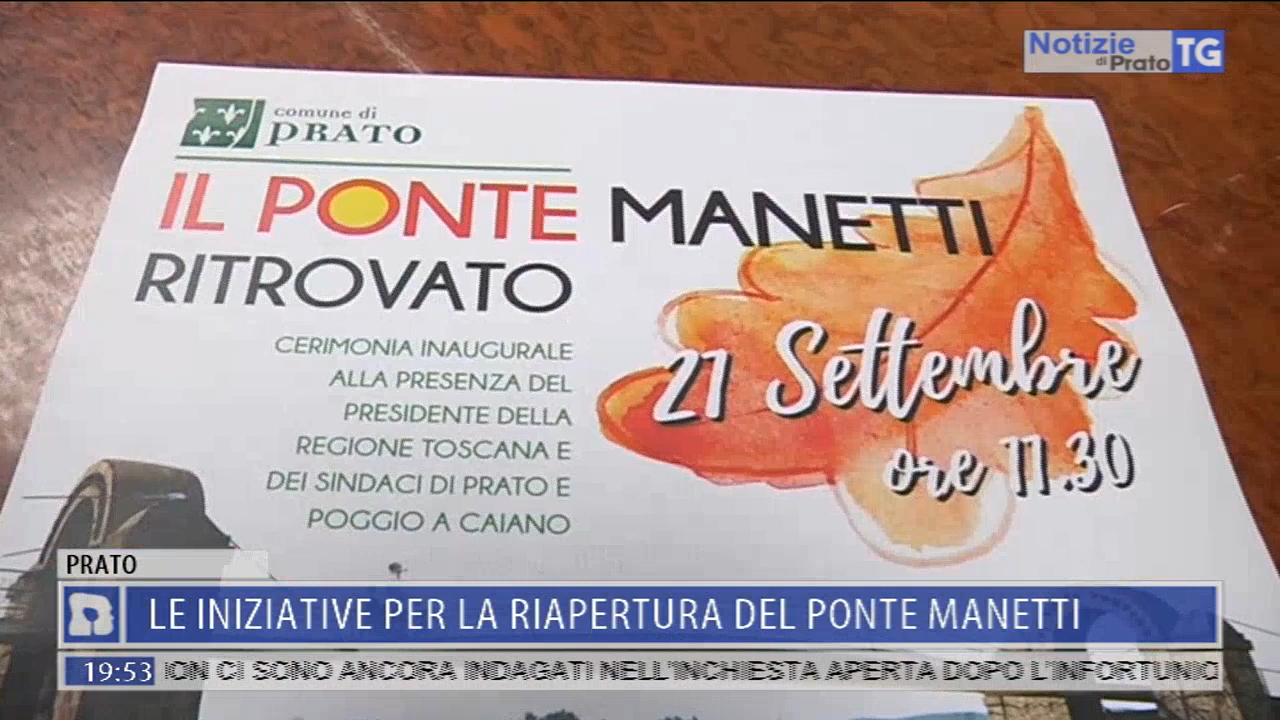 Notizie
di Prato TG
comune di
PRATO
IL PONTE MANETTI
RITROVATO
CERIMONIA INAUGURALE
ALLA PRESENZA DEL
PRESIDENTE DELLA
REGIONE TOSCANA E
DEI SINDACI DI PRATO E
POGGIO A CAIANO
21 Settembre
ore 11.30
PRATO
LE INIZIATIVE PER LA RIAPERTURA DEL PONTE MANETTI
19:53 ION CI SONO ANCORA INDAGATI NELL'INCHIESTA APERTA DOPO L'INFORTUNIO